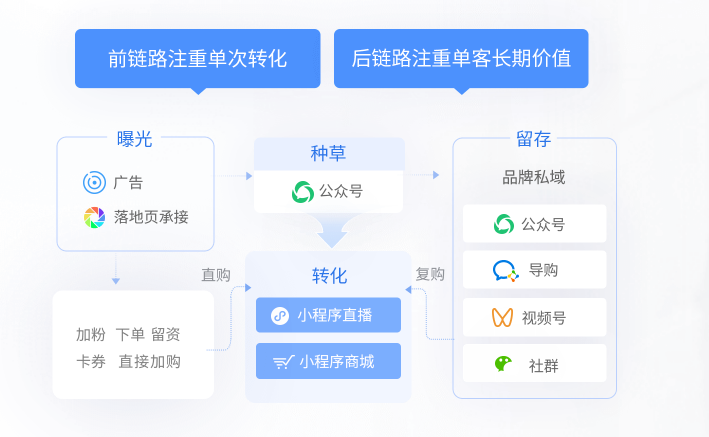 前链路注重单次转化
后链路注重单客长期价值
曝光
广告
落地页承接
加粉 下单 留资
卡券 直接加购
种草
公众号
直购
转化
小程序直播
小程序商城
复购
留存
品牌私域
公众号
导购
视频号
社群